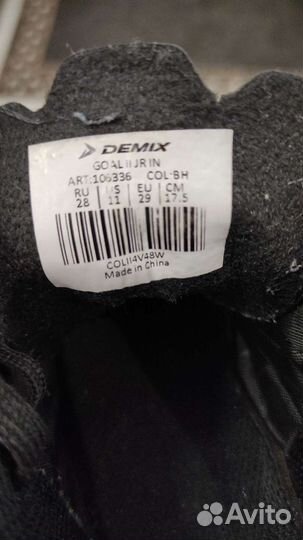 DEMIX
GOAL II JR IN
ART:106336 COL-BH
RU US EU CM
28 11 29 17.5
COLII4V48W
Made in China
Avito